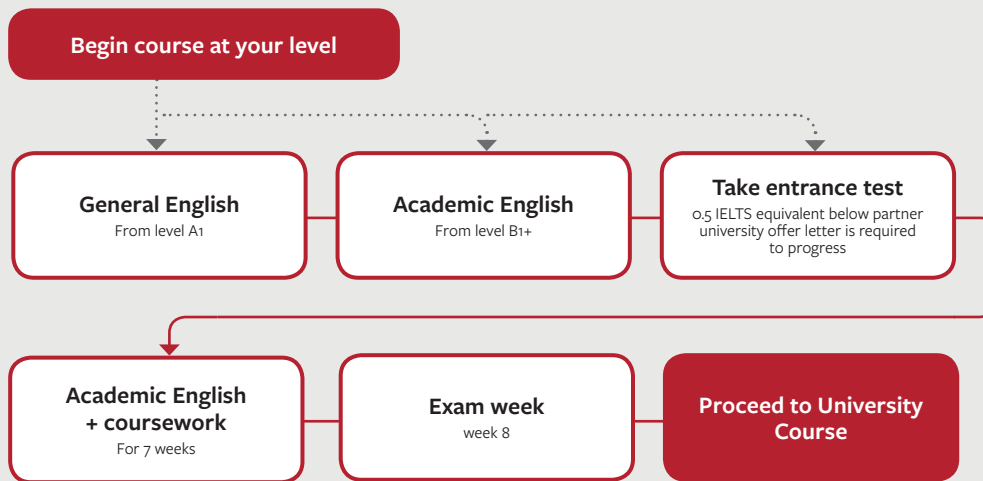 Begin course at your level
General English
From level A1
Academic English
From level B1+
Take entrance test
0.5 IELTS equivalent below partner
university offer letter is required
to progress
Academic English
+ coursework
For 7 weeks
Exam week
week 8
Proceed to University
Course